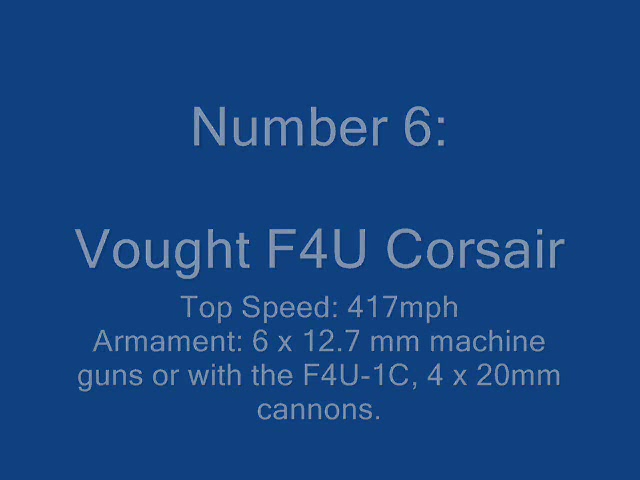 Number 6:
Vought F4U Corsair
Top Speed: 417mph
Armament: 6 x 12.7 mm machine
guns or with the F4U-1C, 4 x 20mm
cannons.